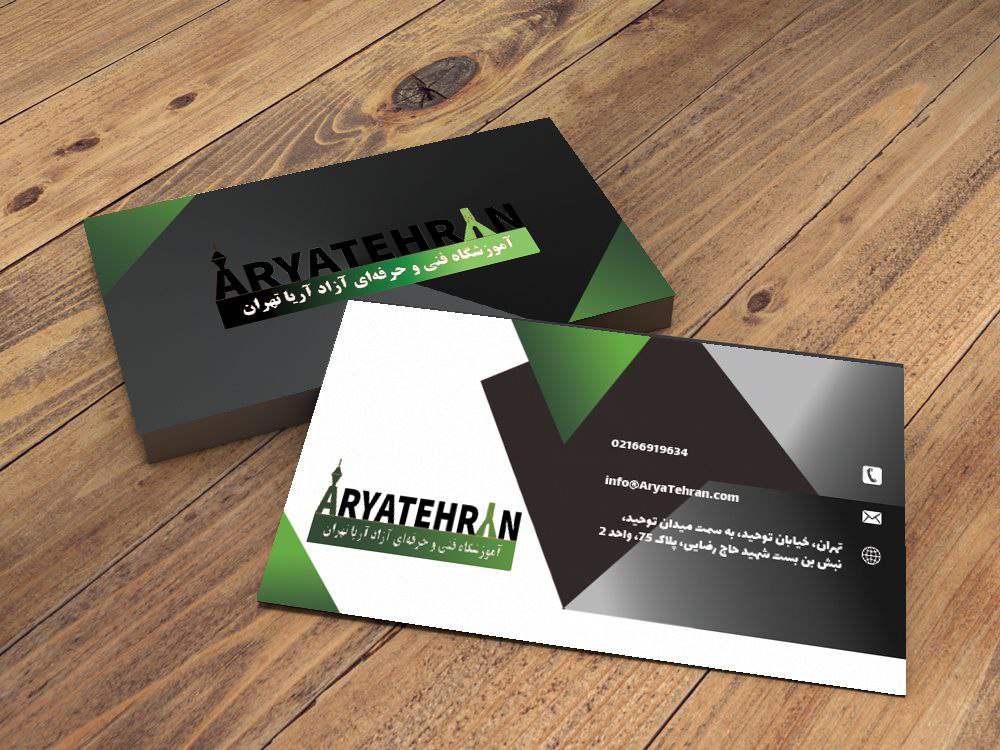 ARYATEHRAN
آموزشگاه فنی و حرفه‌ای آزاد آریا تهران
ARYATEHRAN
آموزشگاه فنی و حرفه‌ای آزاد آریا تهران
02166919634
info@AryaTehran.com
تهران، خیابان توحید، به سمت میدان توحید،
نبش بن بست شهید حاج رضایی، پلاک 75، واحد 2